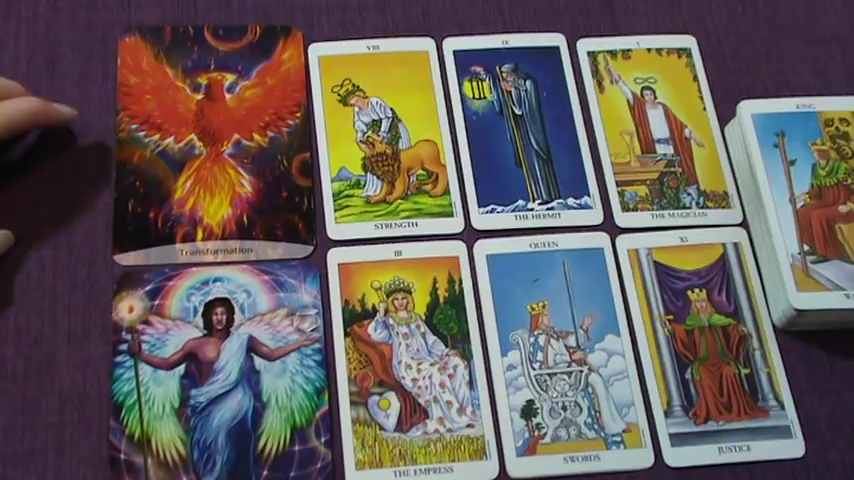 VIII
STRENGTH
IX
THE HERMIT
I
THE MAGICIAN
KING
Transformation
III
THE EMPRESS
QUEEN
SWORDS
XI
JUSTICE